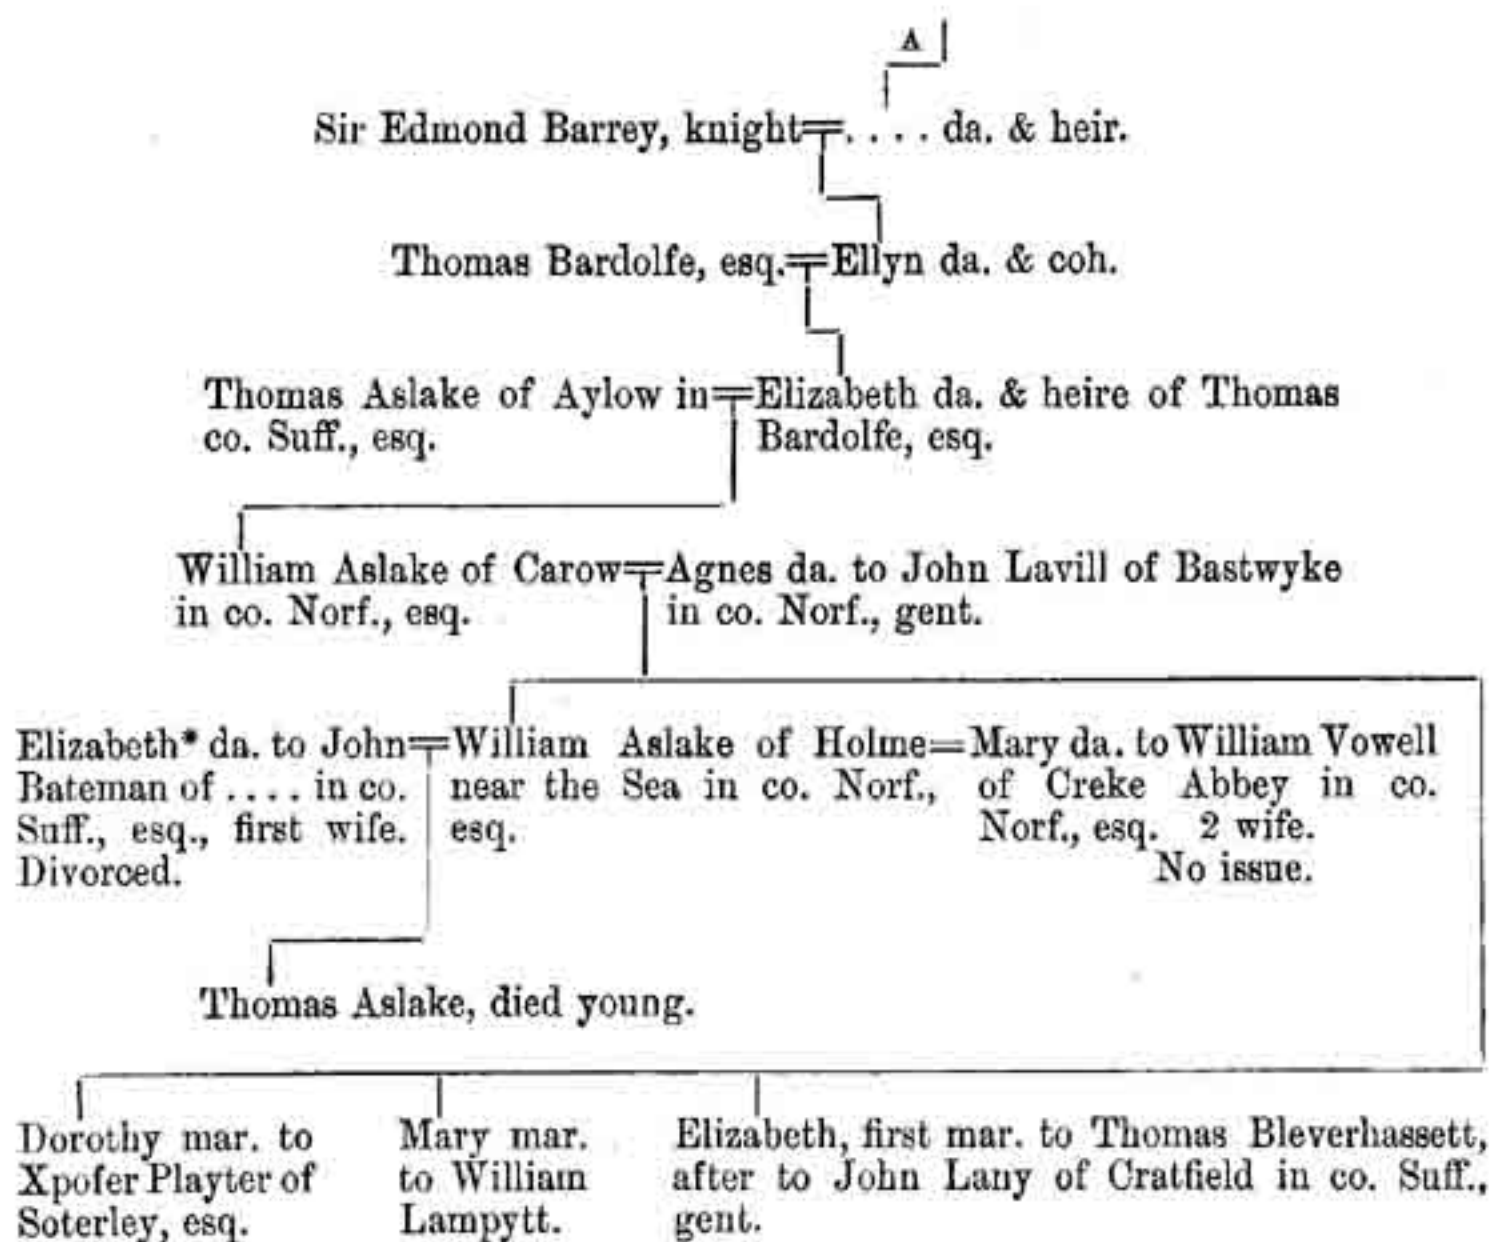 A
Sir Edmond Barrey, knight=. . . . da. & heir.
Thomas Bardolfe, esq.=Ellyn da. & coh.
Thomas Aslake of Aylow in=Elizabeth da. & heire of Thomas
co. Suff., esq. Bardolfe, esq.
William Aslake of Carow=Agnes da. to John Lavill of Bastwyke
in co. Norf., esq. in co. Norf., gent.
Elizabeth* da. to John=William Aslake of Holme=Mary da. to William Vowell
Bateman of .... in co. near the Sea in co. Norf., of Creke Abbey in co.
Suff., esq., first wife. esq. Norf., esq. 2 wife.
Divorced. No issue.
Thomas Aslake, died young.
Dorothy mar. to Mary mar. Elizabeth, first mar. to Thomas Bleverhassett,
Xpofer Playter of to William after to John Lany of Cratfield in co. Suff.,
Soterley, esq. Lampytt. gent.